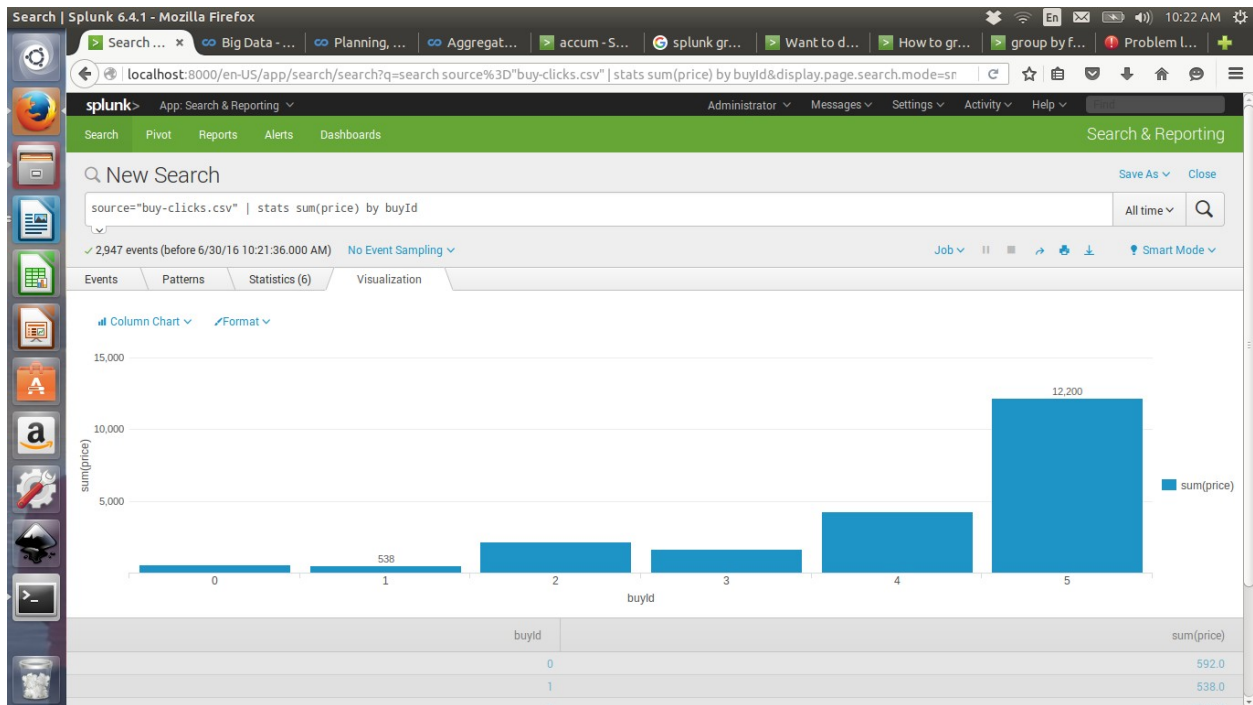 Search | Splunk 6.4.1 - Mozilla Firefox En 10:22 AM
Search ... × Big Data - ... Planning, ... Aggregat... accum - S... splunk gr... Want to d... How to gr... group by f... Problem l...
localhost:8000/en-US/app/search/search?q=search source%3D"buy-clicks.csv" | stats sum(price) by buyId&display.page.search.mode=sm
splunk> App: Search & Reporting Administrator Messages Settings Activity Help Find
Search Pivot Reports Alerts Dashboards Search & Reporting
New Search Save As Close
source="buy-clicks.csv" | stats sum(price) by buyId All time
2,947 events (before 6/30/16 10:21:36.000 AM) No Event Sampling Job Smart Mode
Events Patterns Statistics (6) Visualization
Column Chart Format
15,000
12,200
10,000
sum(price)
5,000
sum(price)
538
0 1 2 3 4 5
buyId
buyId sum(price)
0 592.0
1 538.0